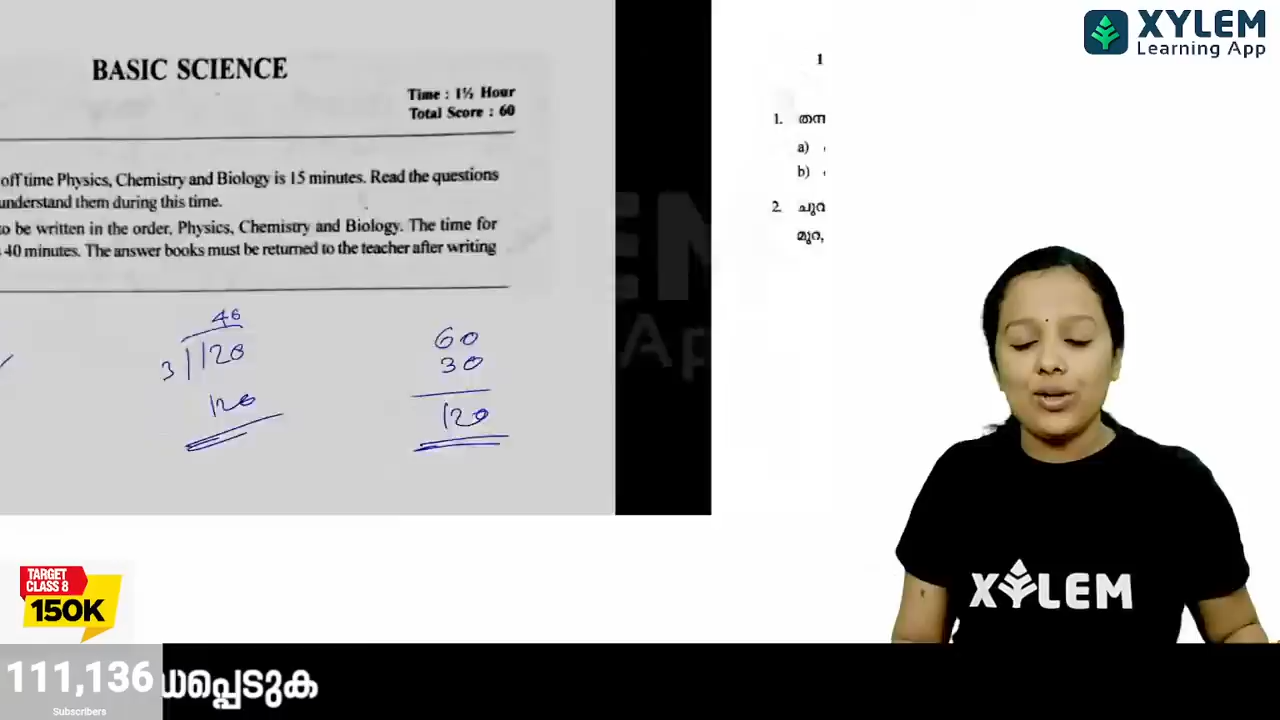 XYLEM
Learning App
BASIC SCIENCE
Time : 1½ Hour
Total Score : 60
off time Physics, Chemistry and Biology is 15 minutes. Read the questions
understand them during this time.
to be written in the order, Physics, Chemistry and Biology. The time for
40 minutes. The answer books must be returned to the teacher after writing
46
3 120
120
60
30
120
1
1. തന്ന
a)
b)
2. ചുവ
മൂറ,
XYLEM
TARGET
CLASS 8
150K
111,136
Subscribers
പ്പെടുക